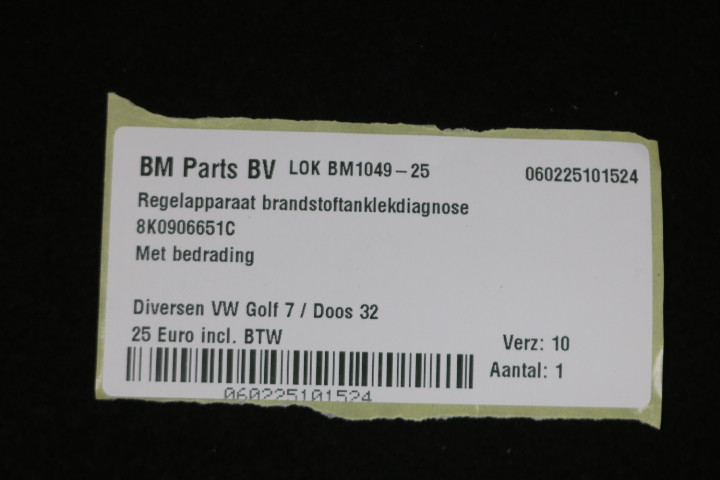 BM Parts BV LOK BM1049-25 060225101524
Regelapparaat brandstoftanklekdiagnose
8K0906651C
Met bedrading
Diversen VW Golf 7 / Doos 32
25 Euro incl. BTW Verz: 10
Aantal: 1
060225101524